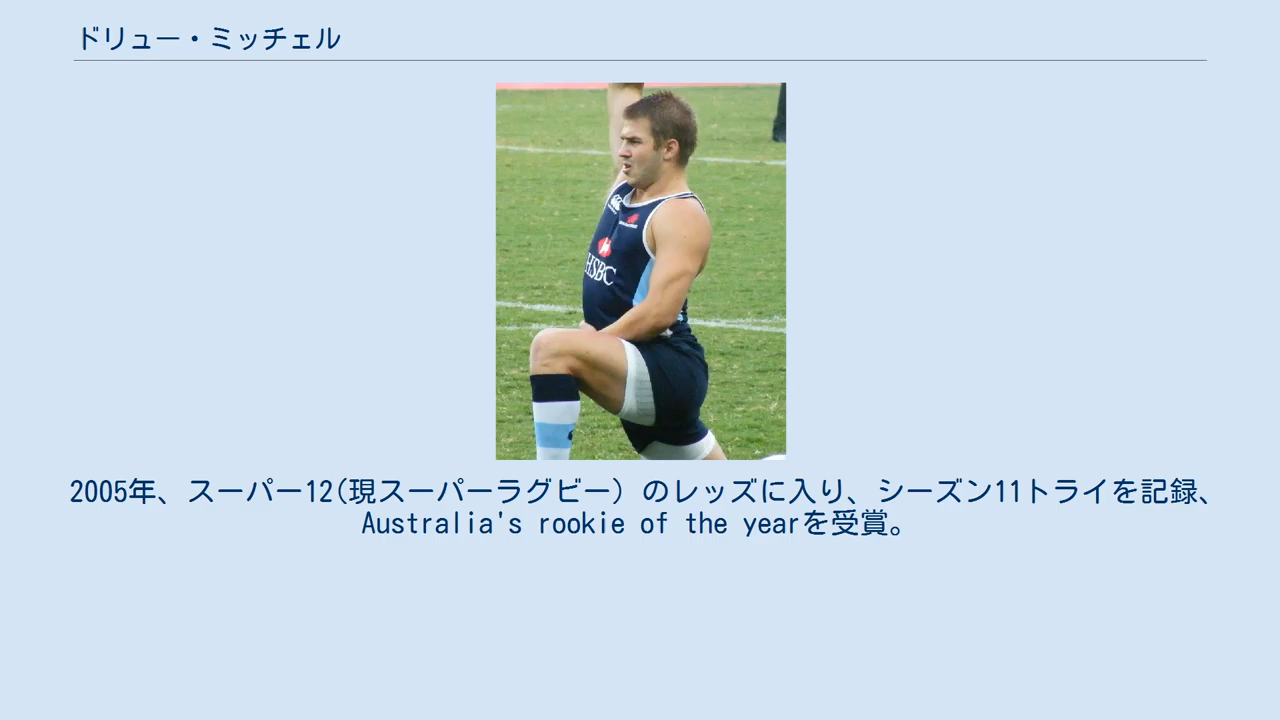 ドリュー・ミッチェル
HSBC
2005年、スーパー12(現スーパーラグビー) のレッズに入り、シーズン11トライを記録、
Australia's rookie of the yearを受賞。